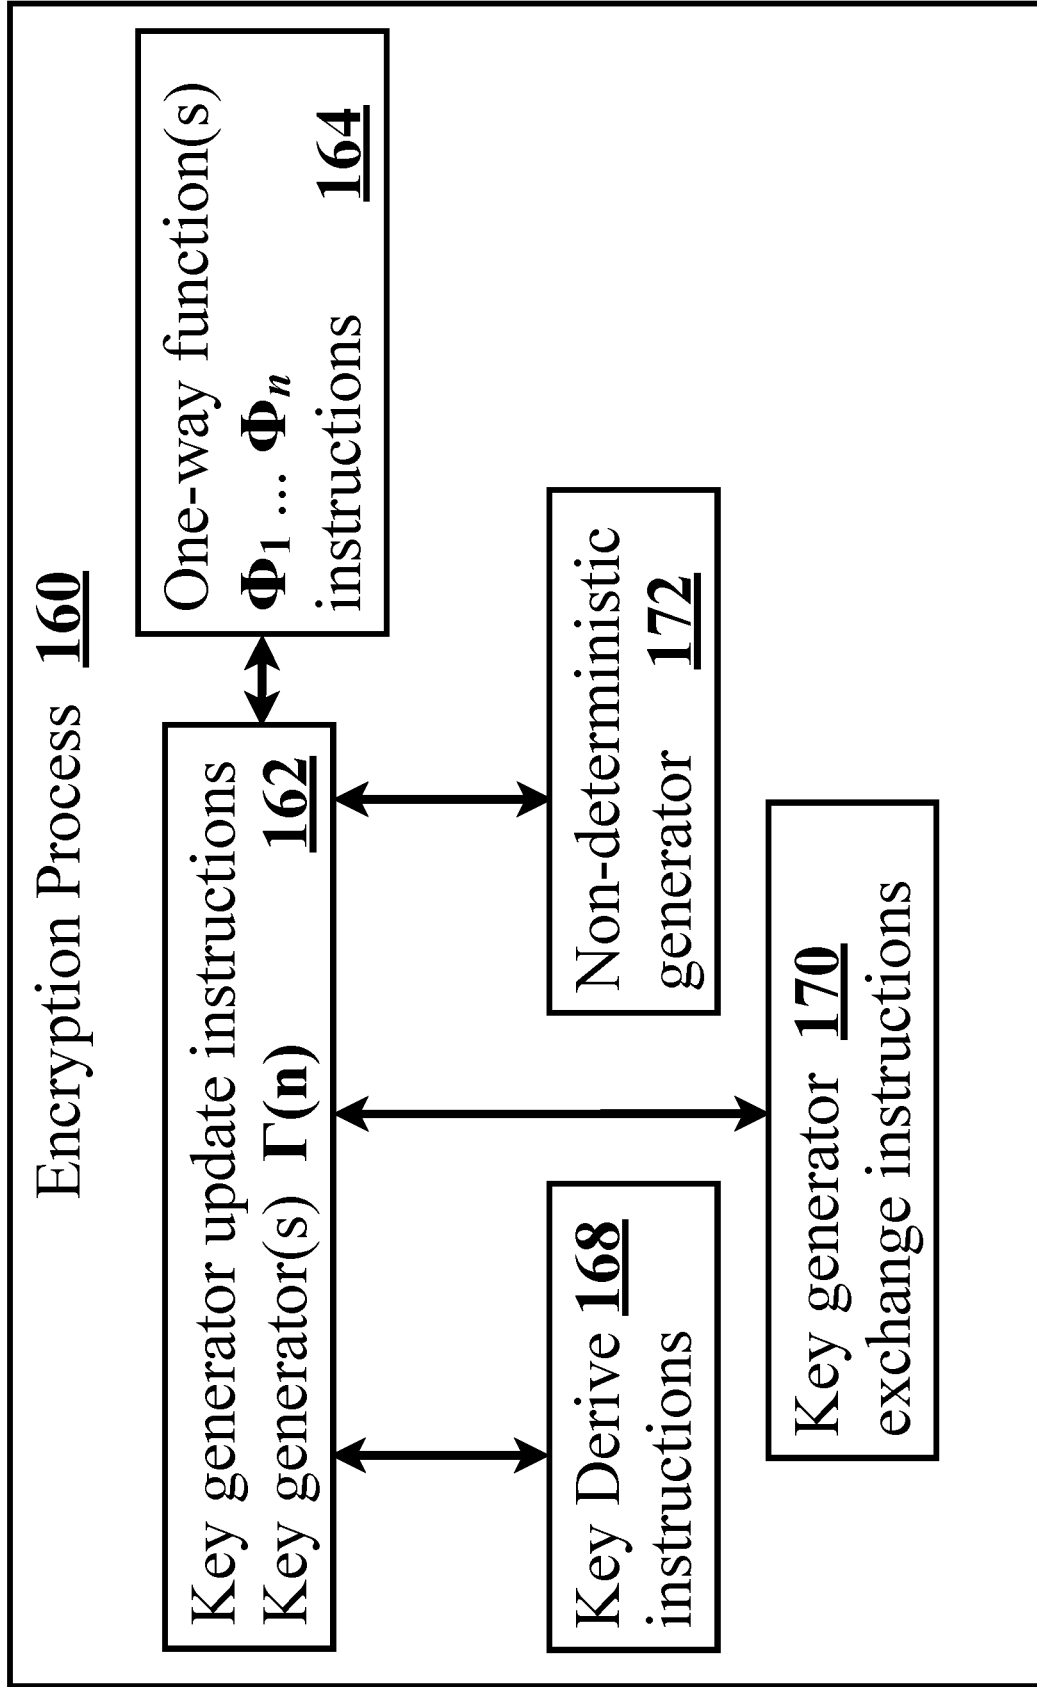 Encryption Process 160
Key generator update instructions
Key generator(s) Γ(n) 162
One-way function(s)
Φ1 ... Φn
instructions 164
Key Derive 168
instructions
Non-deterministic
generator 172
Key generator 170
exchange instructions